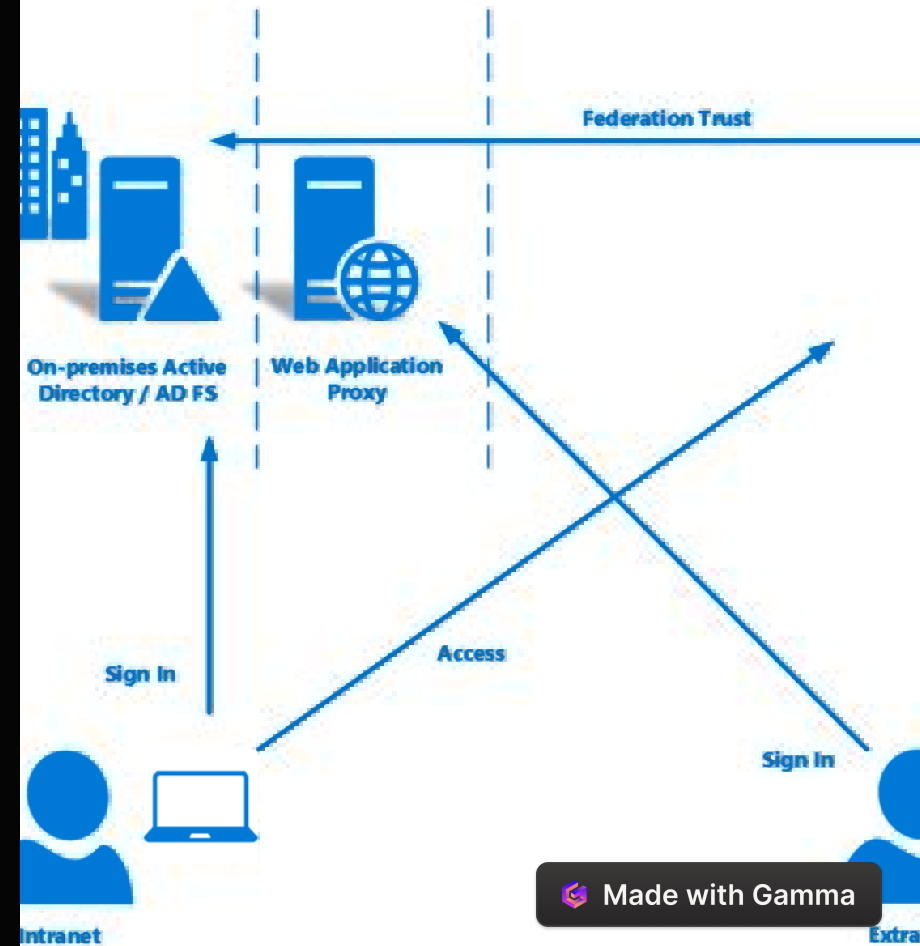 Federation Trust
On-premises Active
Directory / AD FS
Web Application
Proxy
Access
Sign In
Sign In
Made with Gamma
Intranet
Extra